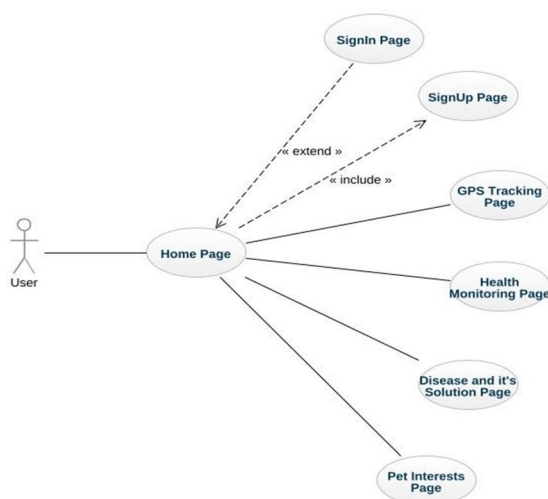 SignIn Page
SignUp Page
« extend »
« include »
GPS Tracking
Page
Home Page
User
Health
Monitoring Page
Disease and it's
Solution Page
Pet Interests
Page